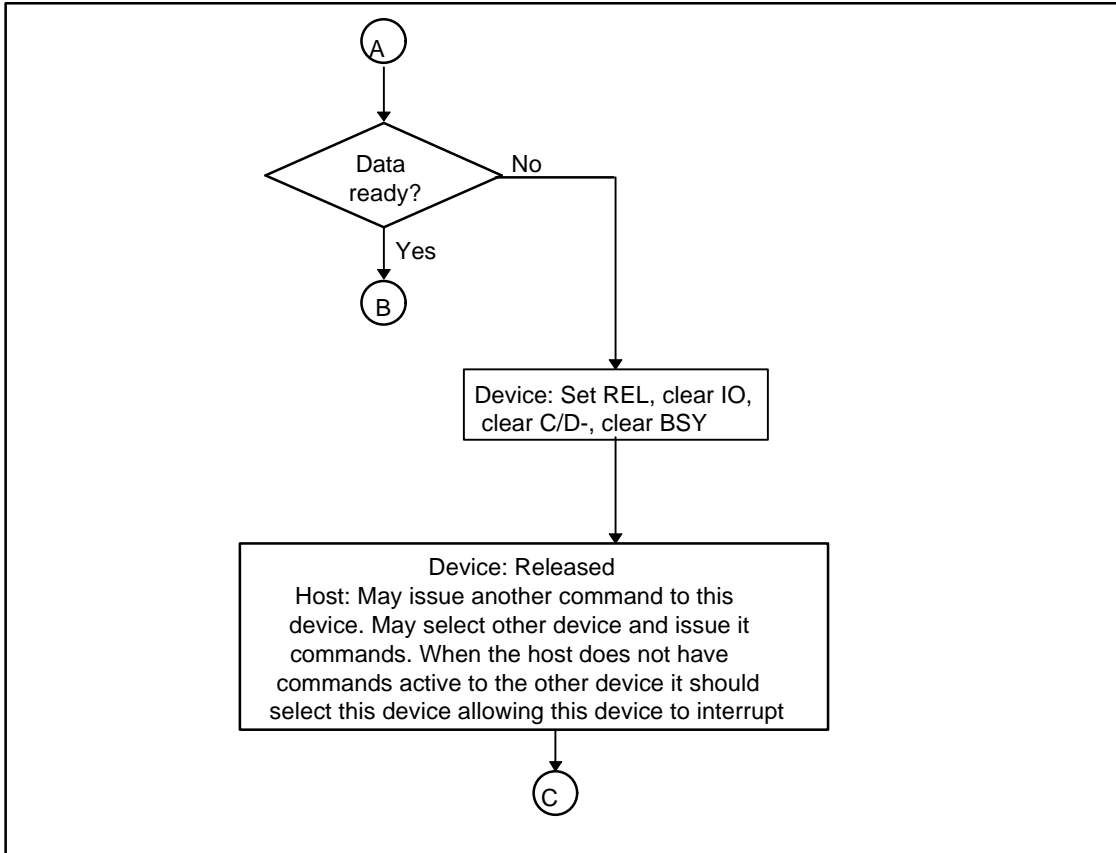 A
Data
ready?
No
Yes
B
Device: Set REL, clear IO,
clear C/D-, clear BSY
Device: Released
Host: May issue another command to this
device. May select other device and issue it
commands. When the host does not have
commands active to the other device it should
select this device allowing this device to interrupt
C